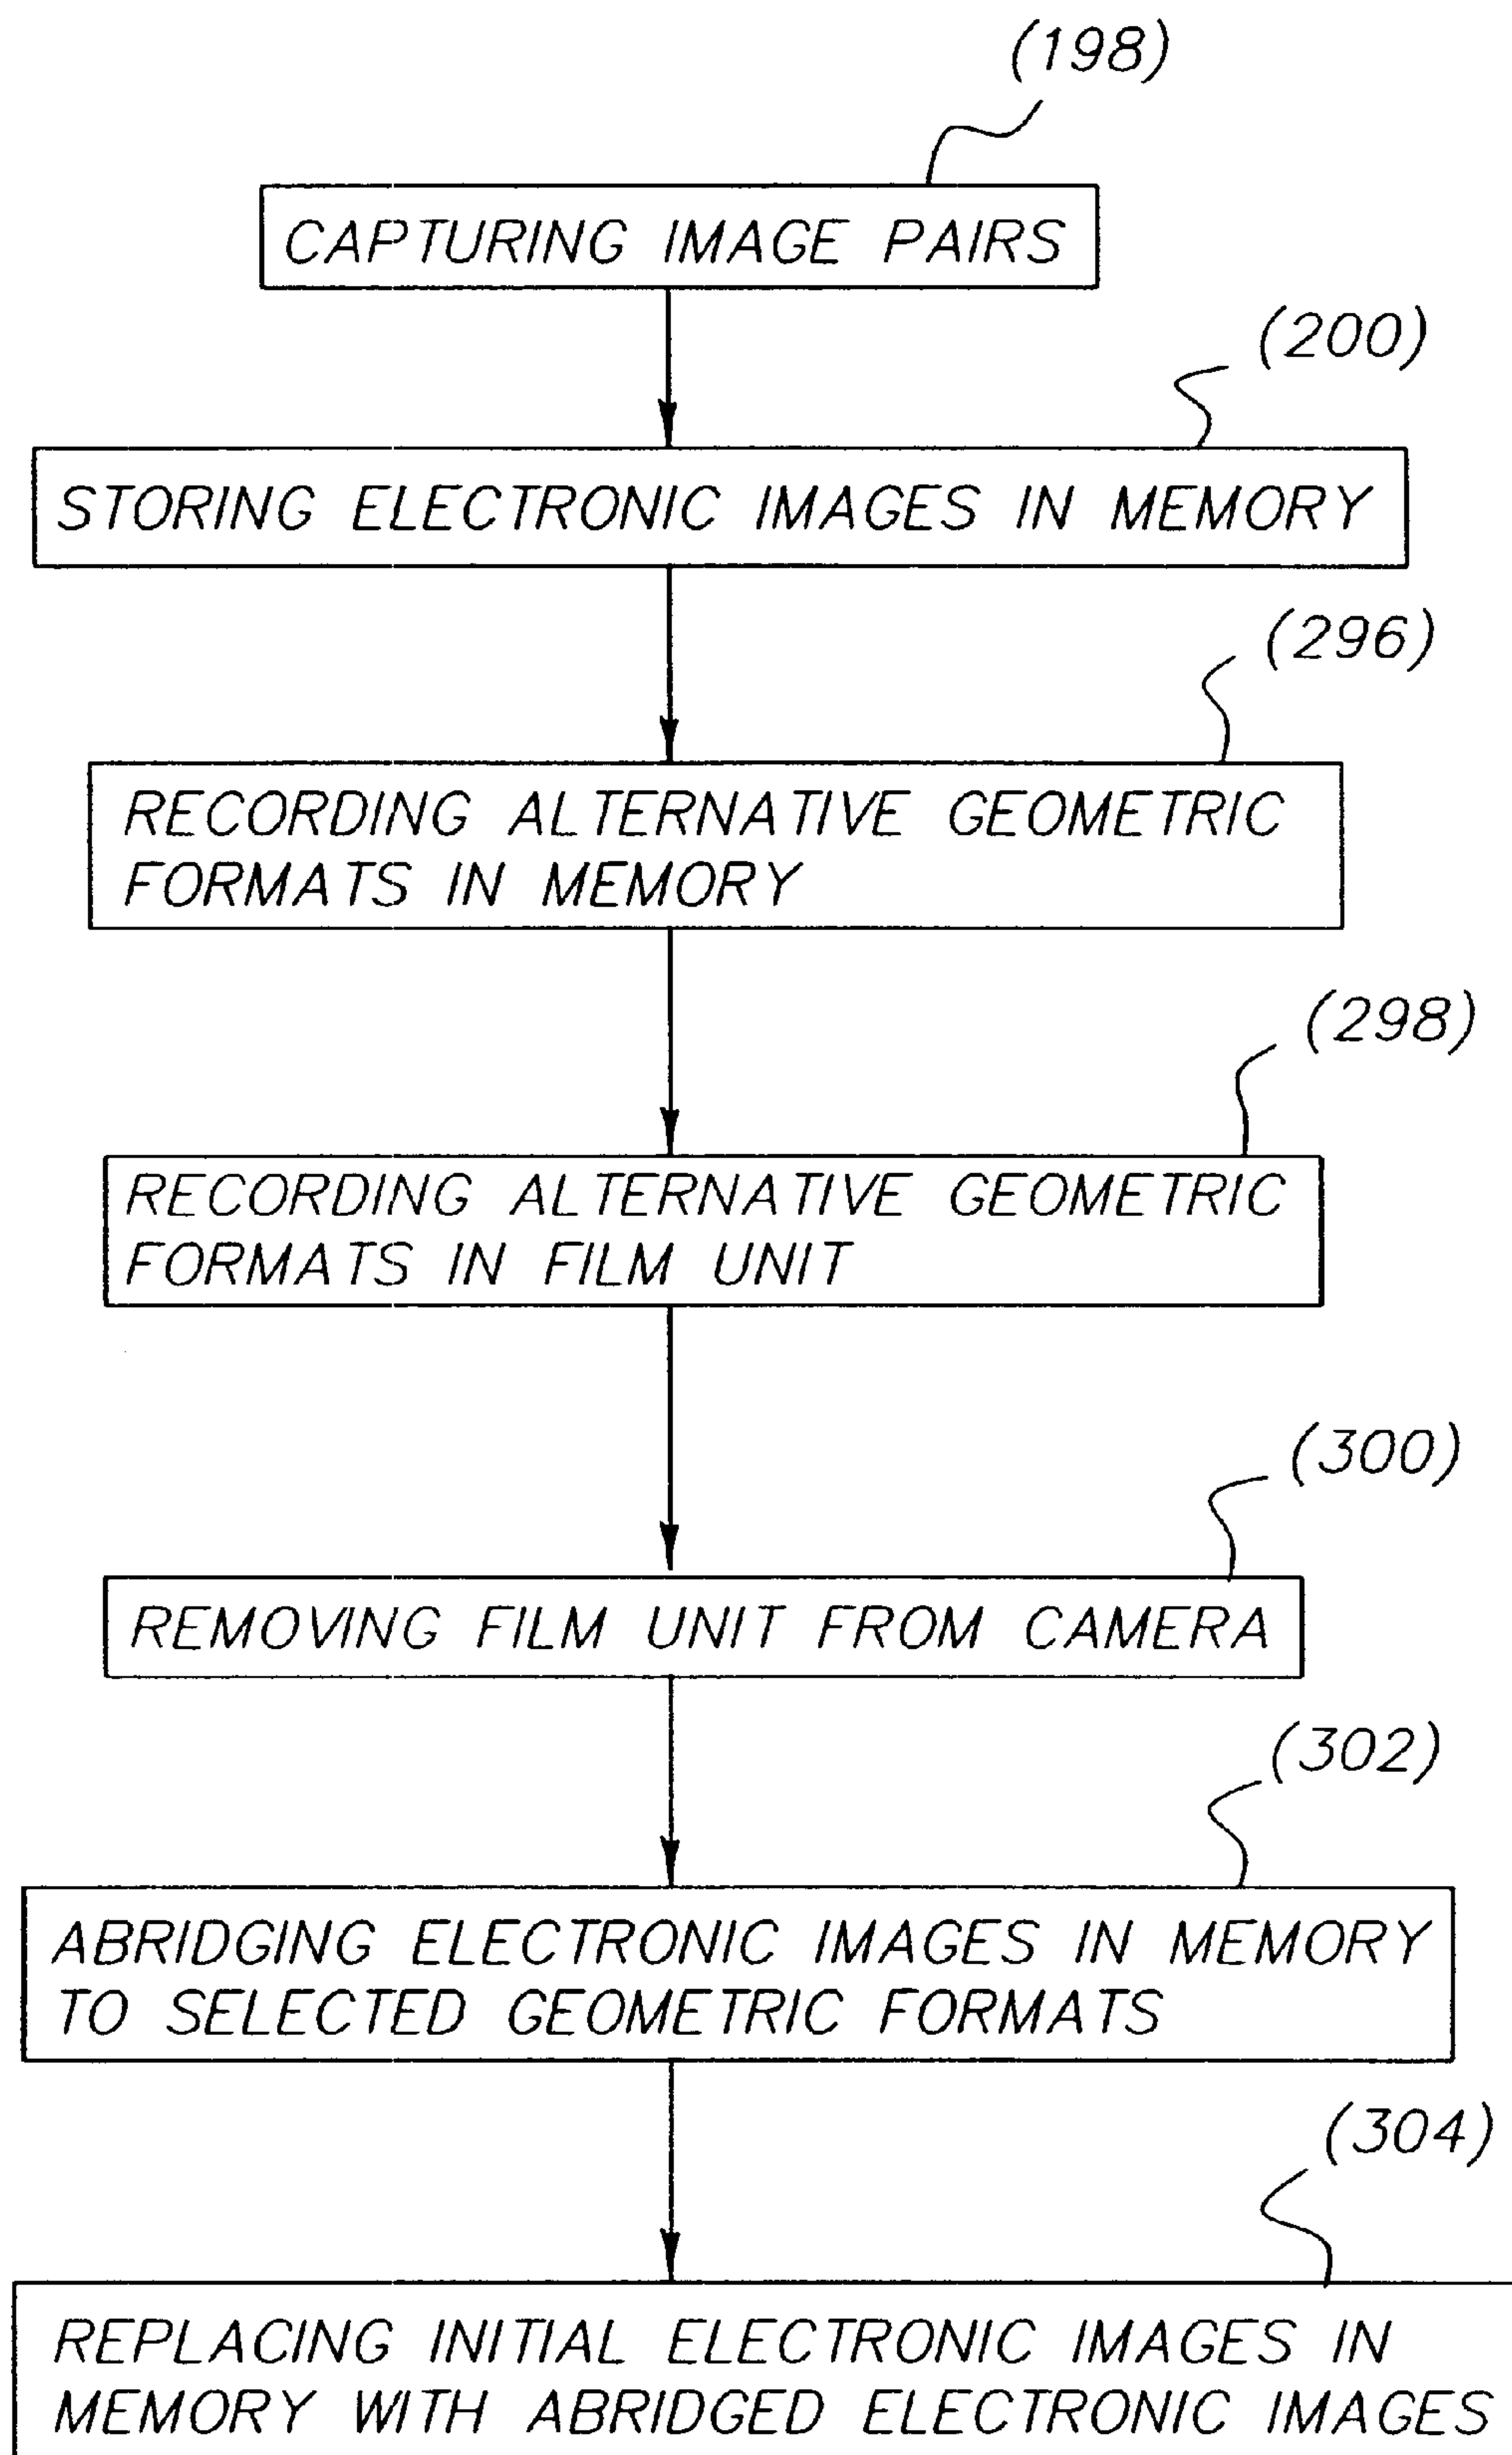 (198)
CAPTURING IMAGE PAIRS
(200)
STORING ELECTRONIC IMAGES IN MEMORY
(296)
RECORDING ALTERNATIVE GEOMETRIC
FORMATS IN MEMORY
(298)
RECORDING ALTERNATIVE GEOMETRIC
FORMATS IN FILM UNIT
(300)
REMOVING FILM UNIT FROM CAMERA
(302)
ABRIDGING ELECTRONIC IMAGES IN MEMORY
TO SELECTED GEOMETRIC FORMATS
(304)
REPLACING INITIAL ELECTRONIC IMAGES IN
MEMORY WITH ABRIDGED ELECTRONIC IMAGES